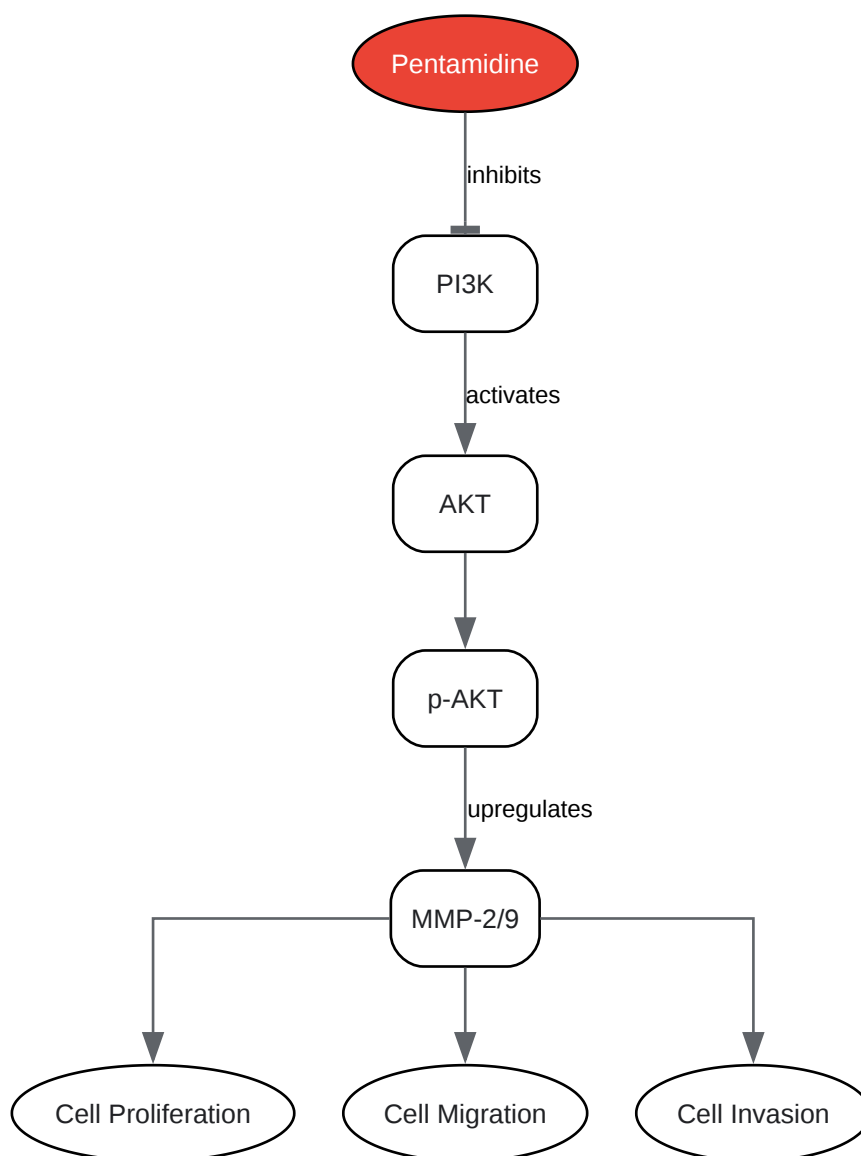 Pentamidine
inhibits
PI3K
activates
AKT
p-AKT
upregulates
MMP-2/9
Cell Proliferation
Cell Migration
Cell Invasion